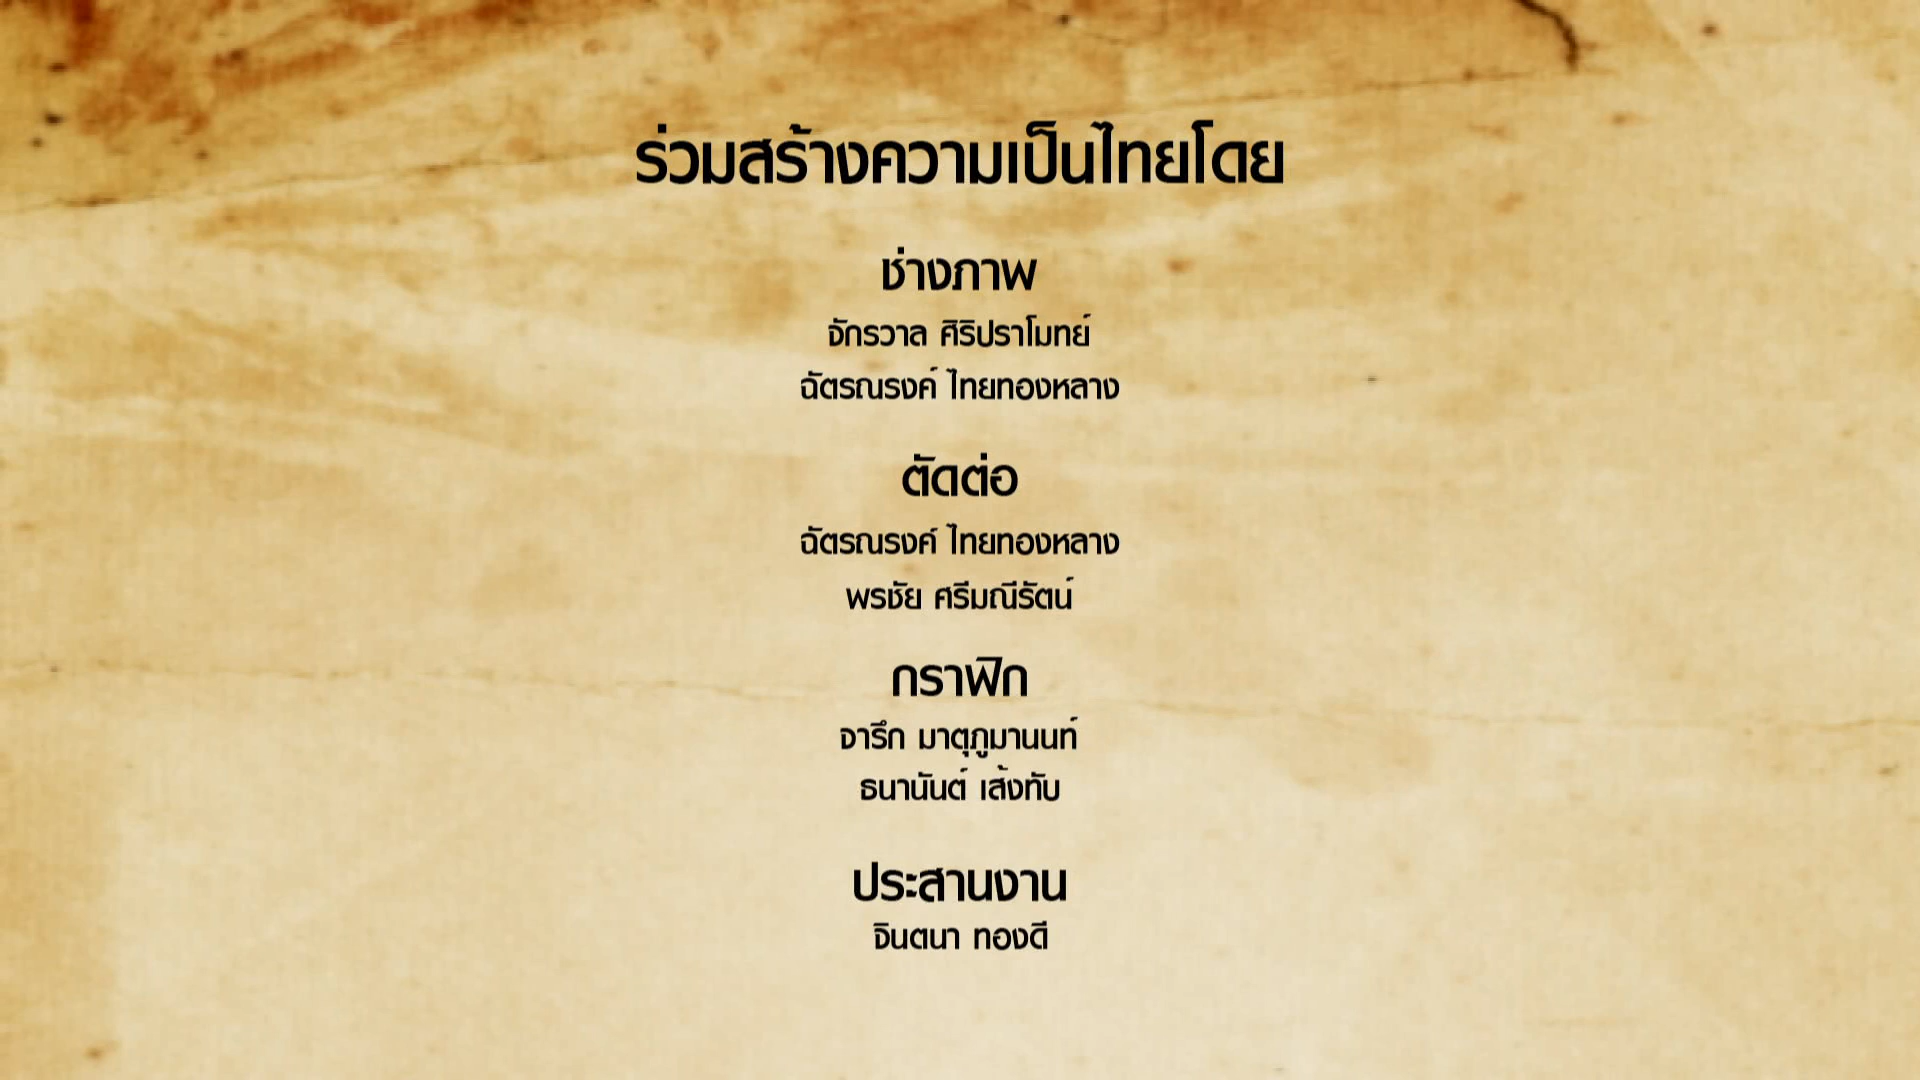 ร่วมสร้างความเป็นไทยโดย
ช่างภาพ
จักรวาล ศิริปราโมทย์
ฉัตรณรงค์ ไทยทองหลาง
ตัดต่อ
ฉัตรณรงศ์ ไทยทองหลาง
พรชัย ศรีมณีรัตน์
กราฟิก
จารึก มาตุภูมานนท์
ธนานันต์ เส้งทับ
ประสานงาน
จินตนา ทองดี